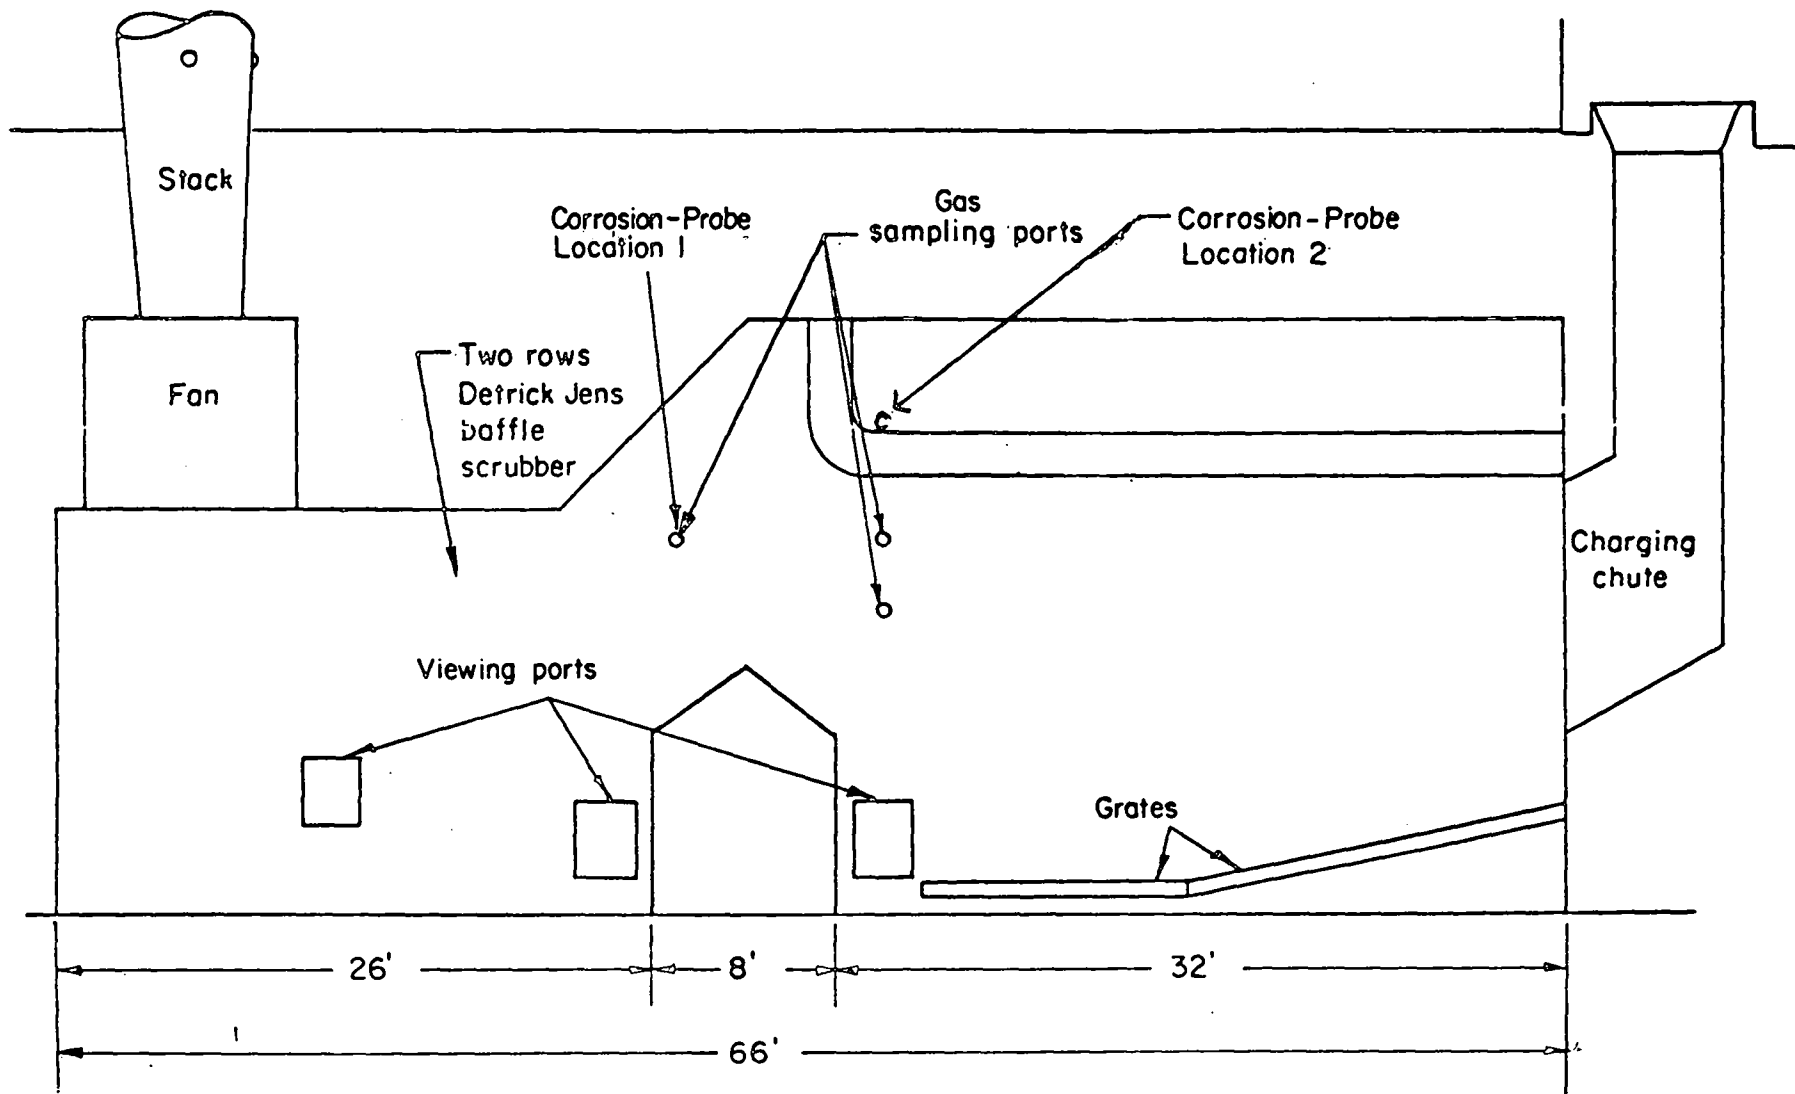 Stack
Corrosion-Probe
Location 1
Gas
sampling ports
Corrosion-Probe
Location 2
Two rows
Detrick Jens
baffle
scrubber
Fan
Charging
chute
Viewing ports
Grates
26'
8'
32'
66'